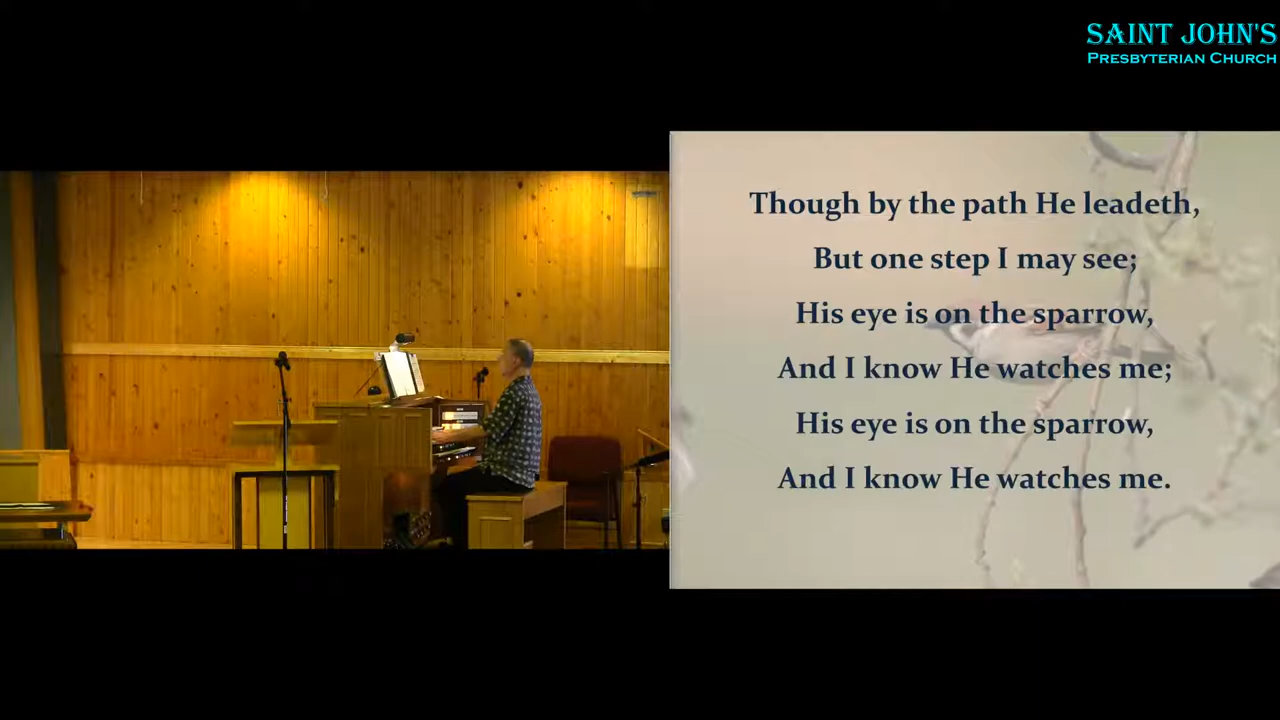 SAINT JOHN'S
PRESBYTERIAN CHURCH
Though by the path He leadeth,
But one step I may see;
His eye is on the sparrow,
And I know He watches me;
His eye is on the sparrow,
And I know He watches me.